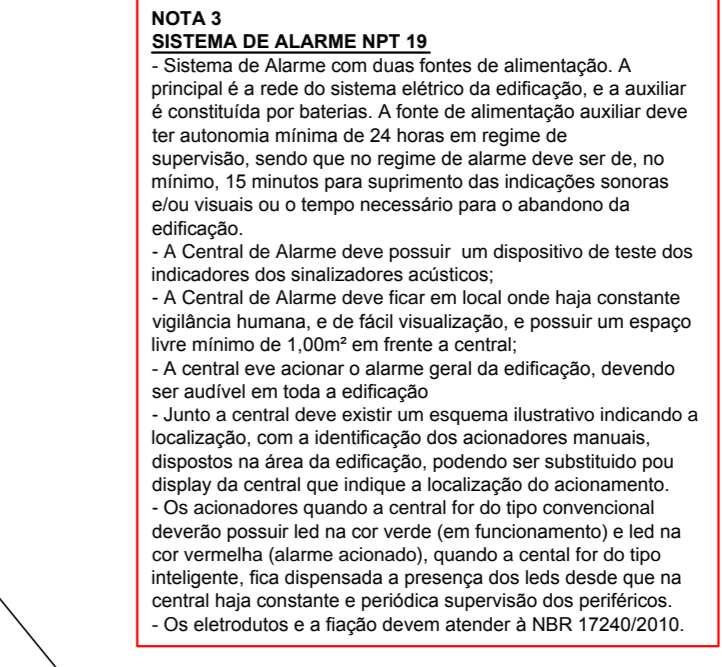 NOTA 3
SISTEMA DE ALARME NPT 19
- Sistema de Alarme com duas fontes de alimentação. A
principal é a rede do sistema elétrico da edificação, e a auxiliar
é constituída por baterias. A fonte de alimentação auxiliar deve
ter autonomia mínima de 24 horas em regime de
supervisão, sendo que no regime de alarme deve ser de, no
mínimo, 15 minutos para suprimento das indicações sonoras
e/ou visuais ou o tempo necessário para o abandono da
edificação.
- A Central de Alarme deve possuir um dispositivo de teste dos
indicadores dos sinalizadores acústicos;
- A Central de Alarme deve ficar em local onde haja constante
vigilância humana, e de fácil visualização, e possuir um espaço
livre mínimo de 1,00m² em frente a central;
- A central eve acionar o alarme geral da edificação, devendo
ser audível em toda a edificação
- Junto a central deve existir um esquema ilustrativo indicando a
localização, com a identificação dos acionadores manuais,
dispostos na área da edificação, podendo ser substituido pou
display da central que indique a localização do acionamento.
- Os acionadores quando a central for do tipo convencional
deverão possuir led na cor verde (em funcionamento) e led na
cor vermelha (alarme acionado), quando a cental for do tipo
inteligente, fica dispensada a presença dos leds desde que na
central haja constante e periódica supervisão dos periféricos.
- Os eletrodutos e a fiação devem atender à NBR 17240/2010.